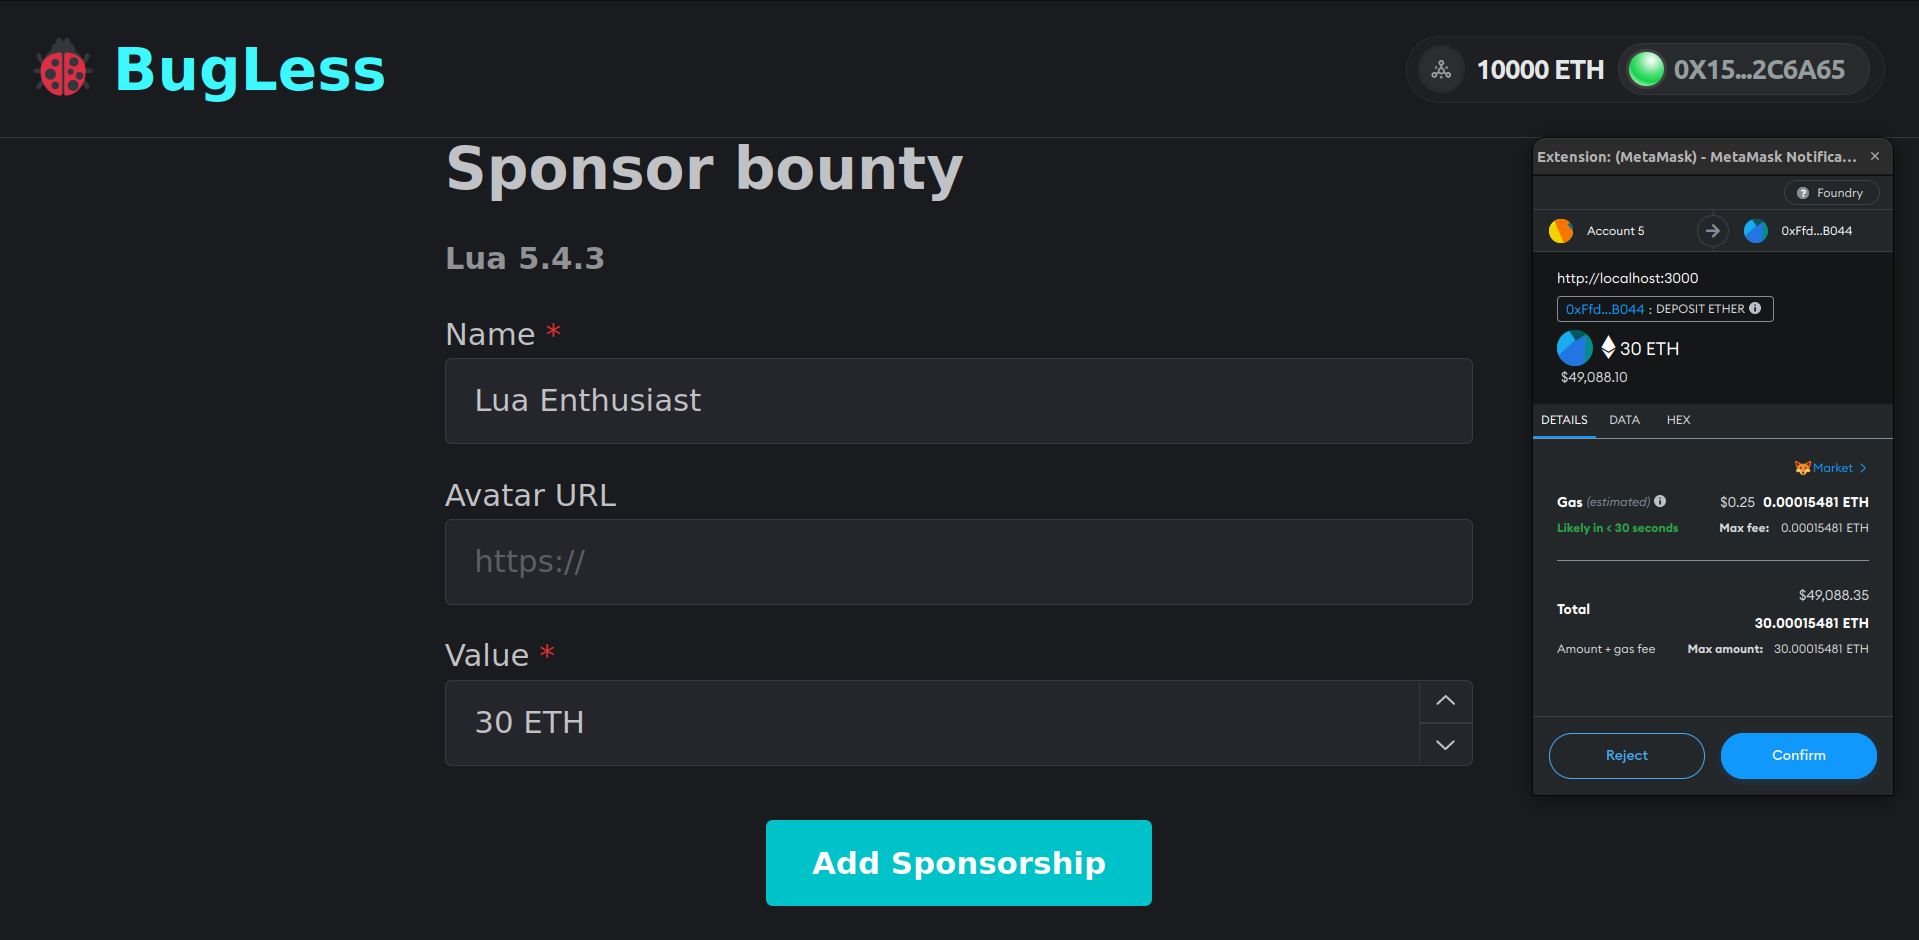 BugLess
10000 ETH
0X15...2C6A65
Sponsor bounty
Lua 5.4.3
Name *
Lua Enthusiast
Avatar URL
https://
Value *
30 ETH
Add Sponsorship
Extension: (MetaMask) - MetaMask Notifica... ×
? Foundry
Account 5
0xFfd...B044
http://localhost:3000
0xFfd...B044 : DEPOSIT ETHER
30 ETH
$49,088.10
DETAILS DATA HEX
Market >
Gas (estimated) $0.25 0.00015481 ETH
Likely in < 30 seconds Max fee: 0.00015481 ETH
$49,088.35
Total
30.00015481 ETH
Amount + gas fee Max amount: 30.00015481 ETH
Reject Confirm